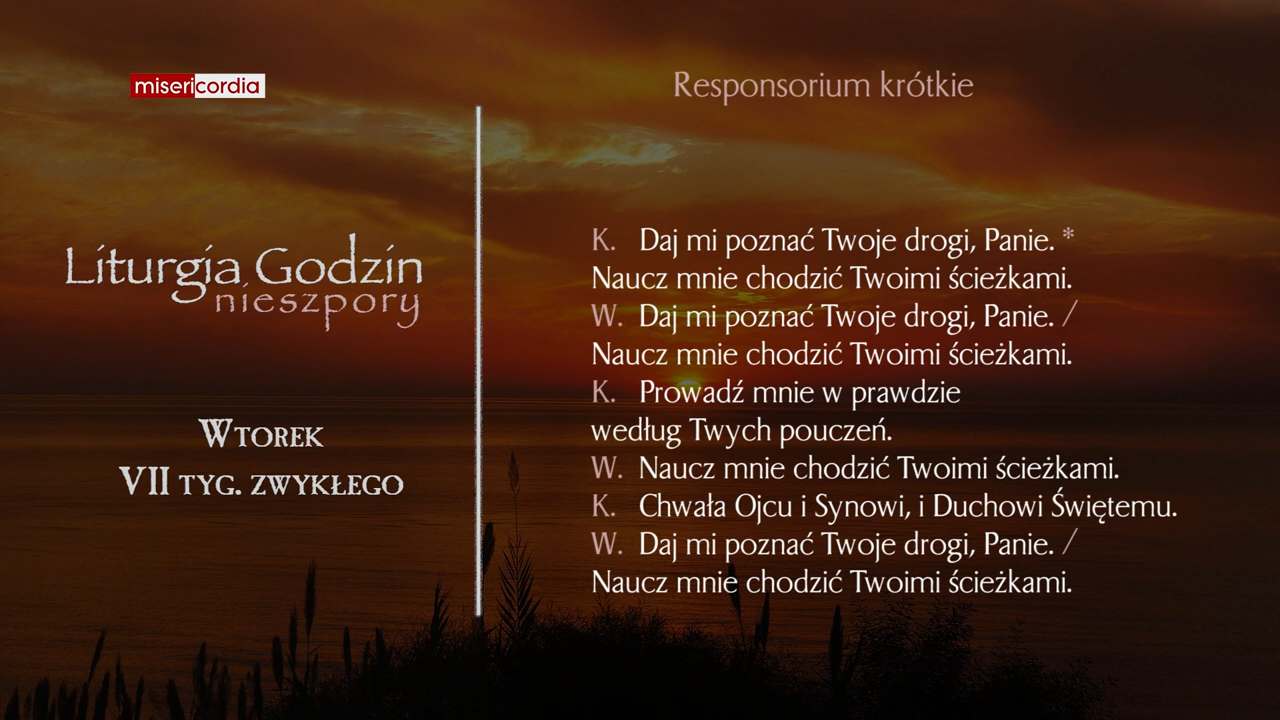 misericordia
Liturgia Godzin
nieszpory
Wtorek
VII tyg. zwykłego
Responsorium krótkie
K. Daj mi poznać Twoje drogi, Panie. *
Naucz mnie chodzić Twoimi ścieżkami.
W. Daj mi poznać Twoje drogi, Panie. /
Naucz mnie chodzić Twoimi ścieżkami.
K. Prowadź mnie w prawdzie
według Twych pouczeń.
W. Naucz mnie chodzić Twoimi ścieżkami.
K. Chwała Ojcu i Synowi, i Duchowi Świętemu.
W. Daj mi poznać Twoje drogi, Panie. /
Naucz mnie chodzić Twoimi ścieżkami.